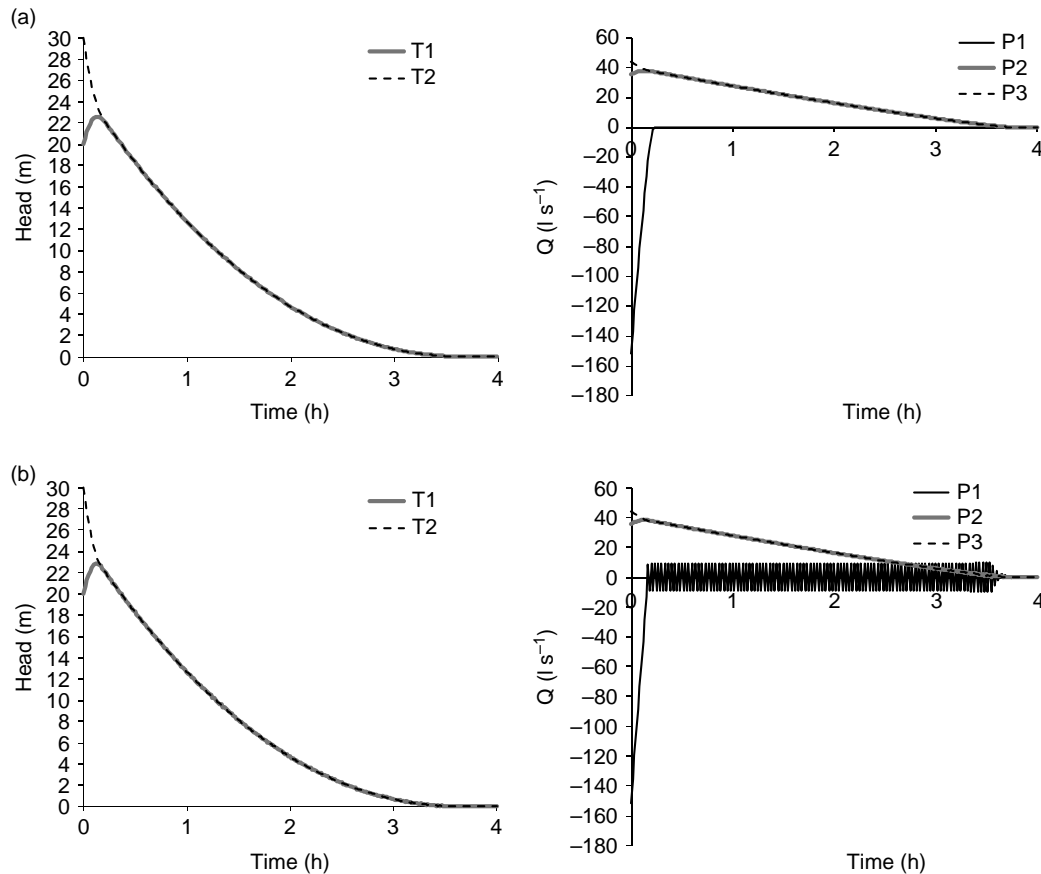 (a)
30
28
26
24
22
20
18
16
14
12
10
8
6
4
2
0
Head (m)
0 1 2 3 4
Time (h)
T1
T2
60
40
20
0
–20
–40
–60
–80
–100
–120
–140
–160
–180
Q (l s–1)
0 1 2 3 4
Time (h)
P1
P2
P3
(b)
30
28
26
24
22
20
18
16
14
12
10
8
6
4
2
0
Head (m)
0 1 2 3 4
Time (h)
T1
T2
60
40
20
0
–20
–40
–60
–80
–100
–120
–140
–160
–180
Q (l s–1)
0 1 2 3 4
Time (h)
P1
P2
P3